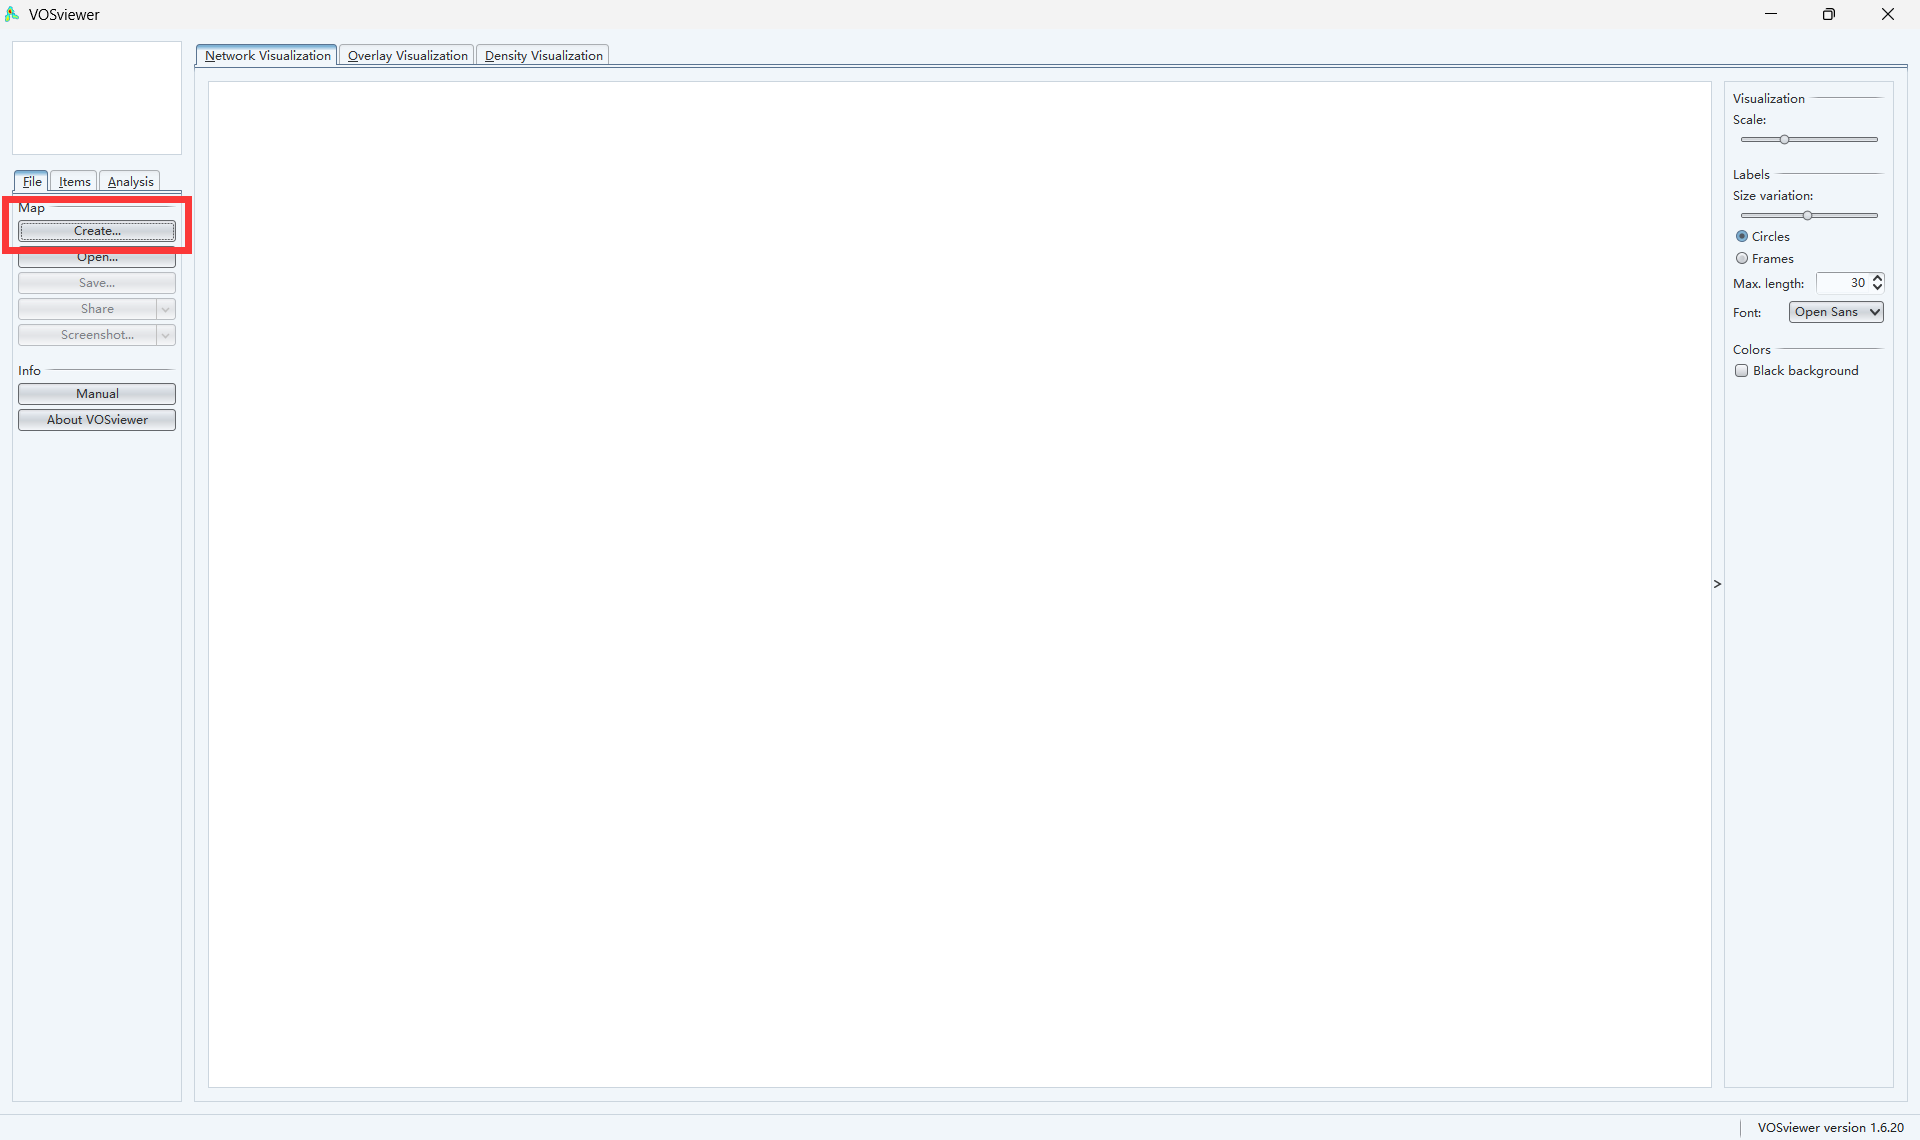 VOSviewer
Network Visualization
Overlay Visualization
Density Visualization
File
Items
Analysis
Map
Create...
Open...
Save...
Share
Screenshot...
Info
Manual
About VOSviewer
>
Visualization
Scale:
Labels
Size variation:
Circles
Frames
Max. length: 30
Font: Open Sans
Colors
Black background
VOSviewer version 1.6.20